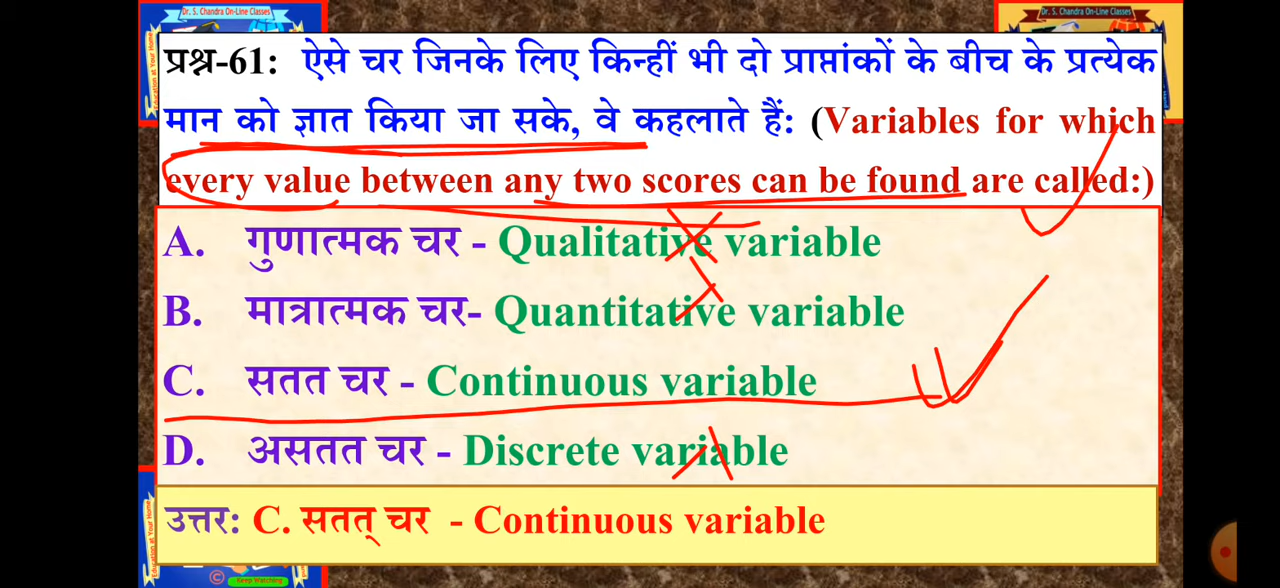 Dr. S. Chandra On-Line Classes
Dr. S. Chandra On-Line Classes
प्रश्न-61: ऐसे चर जिनके लिए किन्हीं भी दो प्राप्तांकों के बीच के प्रत्येक
मान को ज्ञात किया जा सके, वे कहलाते हैं: (Variables for which
every value between any two scores can be found are called:)
A. गुणात्मक चर - Qualitative variable
B. मात्रात्मक चर- Quantitative variable
C. सतत चर - Continuous variable
D. असतत चर - Discrete variable
उत्तर: C. सतत् चर - Continuous variable
© Keep Watching